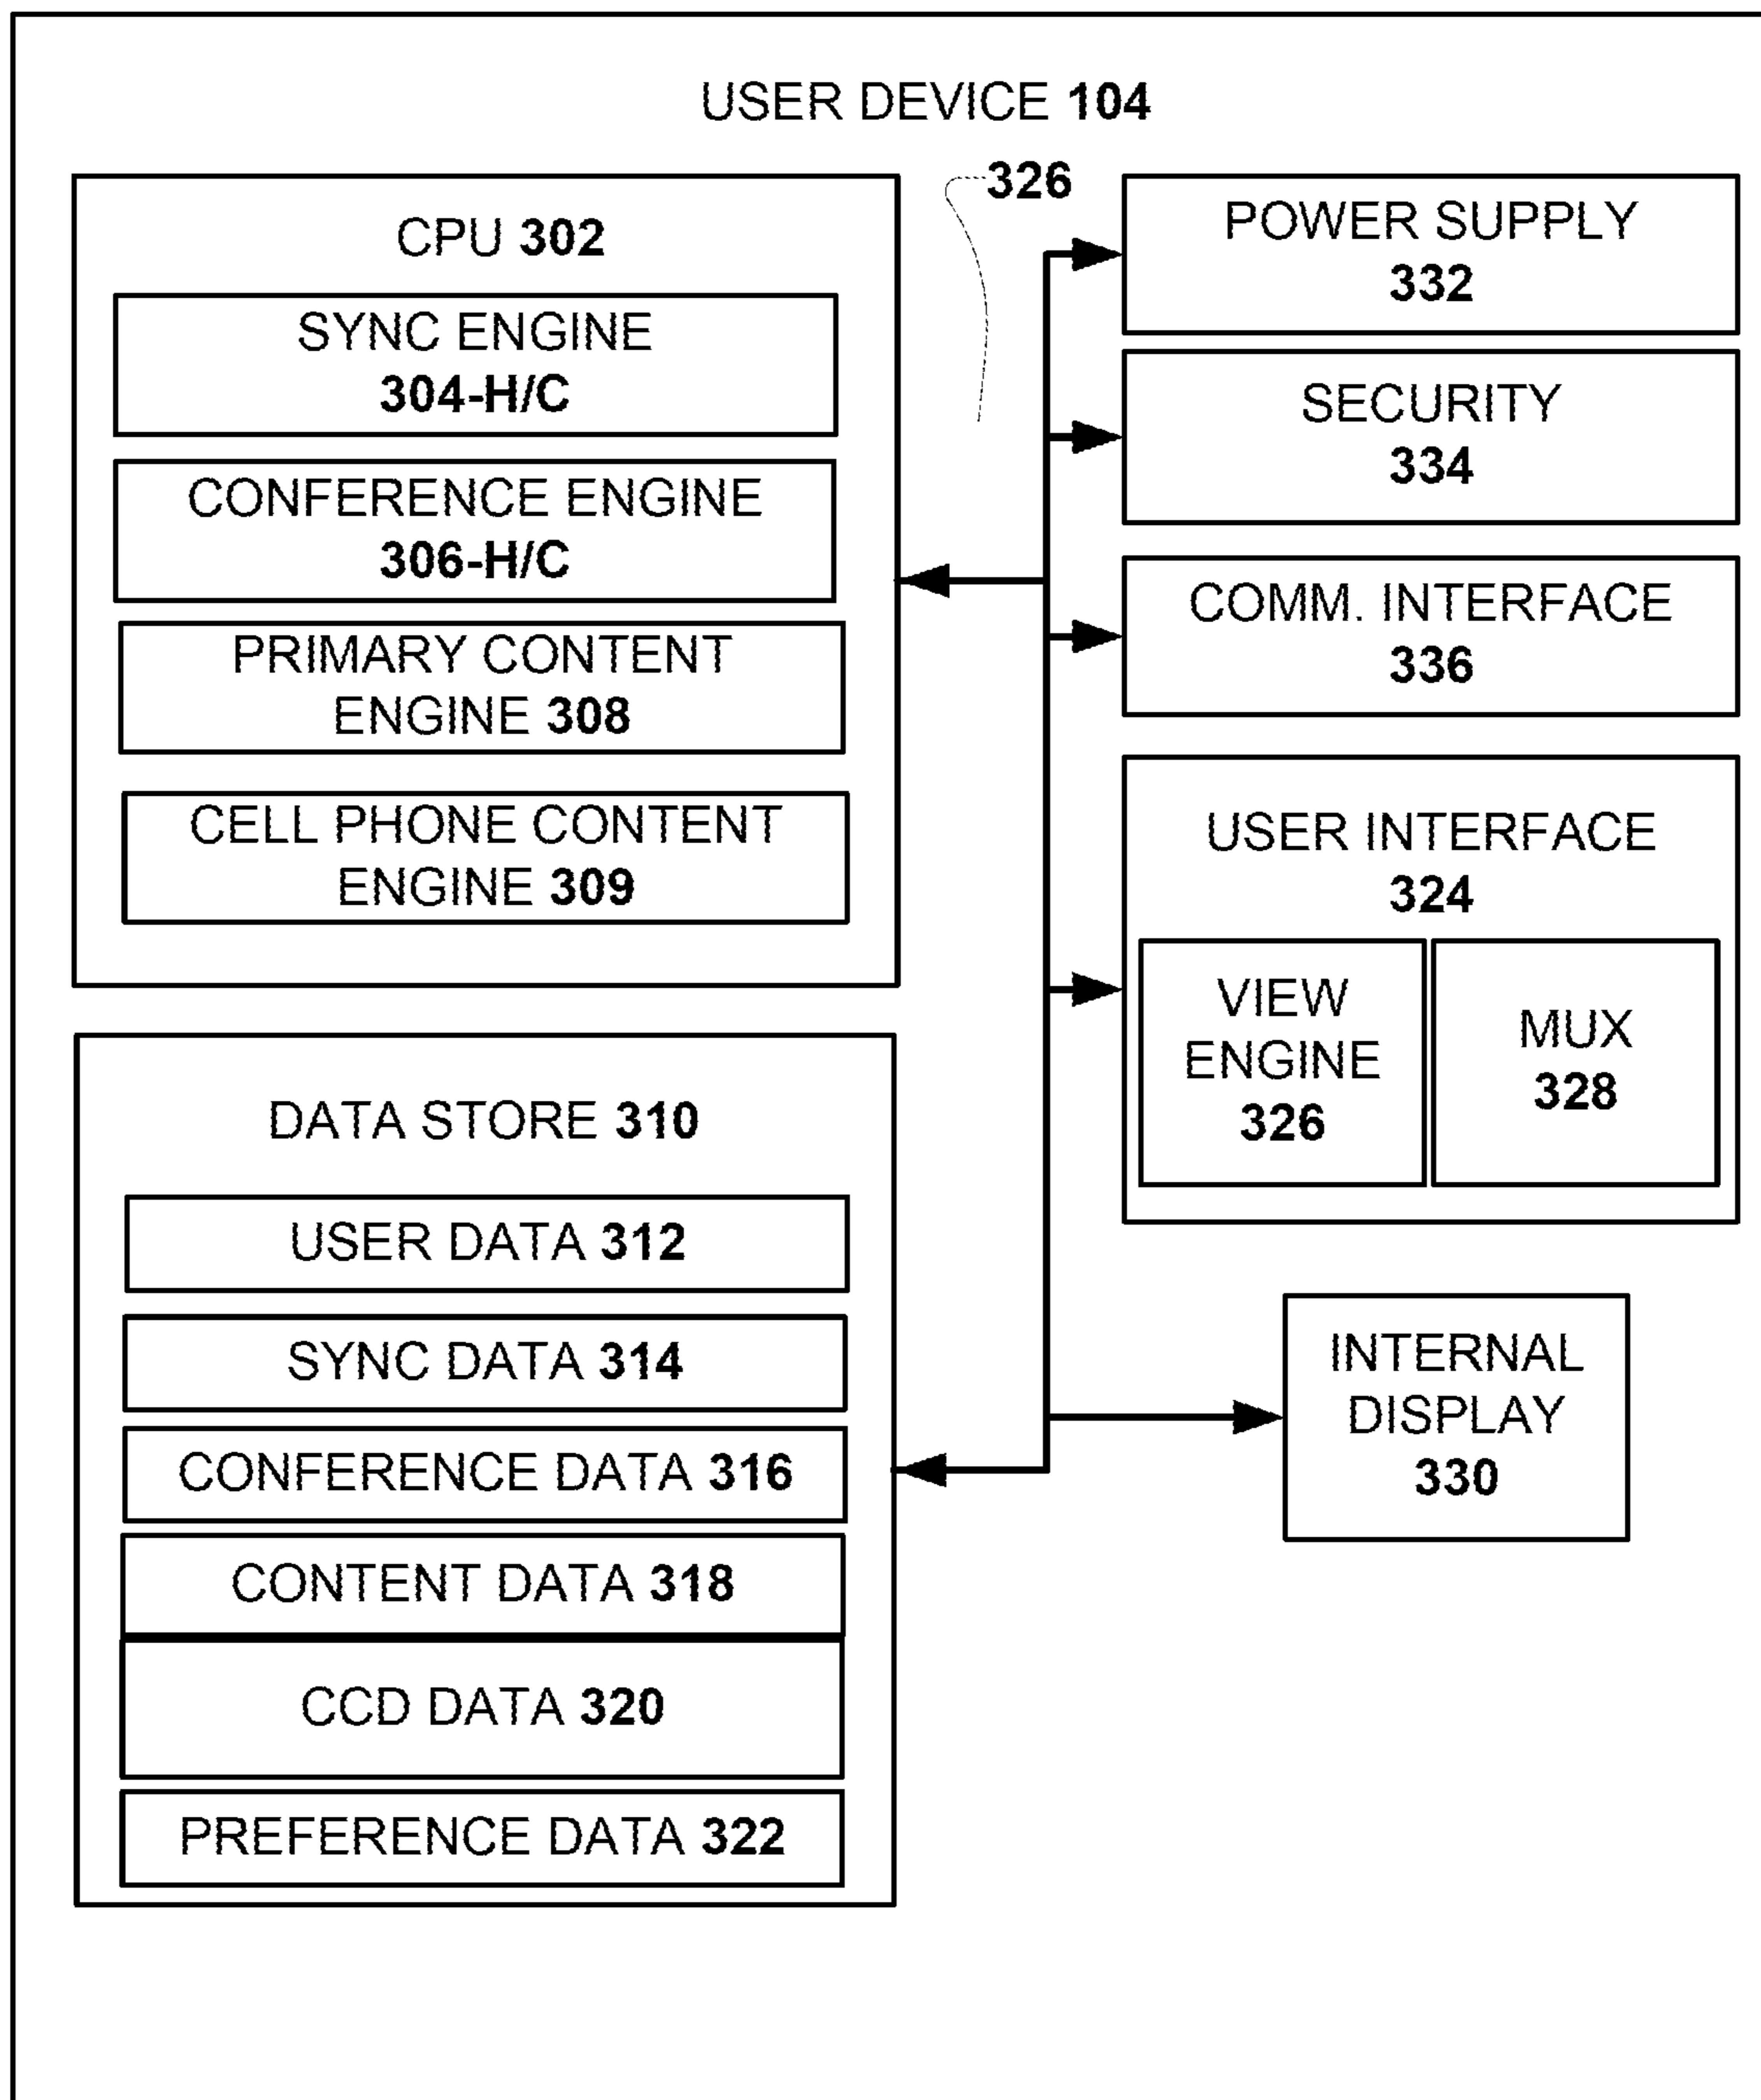 USER DEVICE 104
326
CPU 302
SYNC ENGINE
304-H/C
CONFERENCE ENGINE
306-H/C
PRIMARY CONTENT
ENGINE 308
CELL PHONE CONTENT
ENGINE 309
DATA STORE 310
USER DATA 312
SYNC DATA 314
CONFERENCE DATA 316
CONTENT DATA 318
CCD DATA 320
PREFERENCE DATA 322
POWER SUPPLY
332
SECURITY
334
COMM. INTERFACE
336
USER INTERFACE
324
VIEW
ENGINE
326
MUX
328
INTERNAL
DISPLAY
330